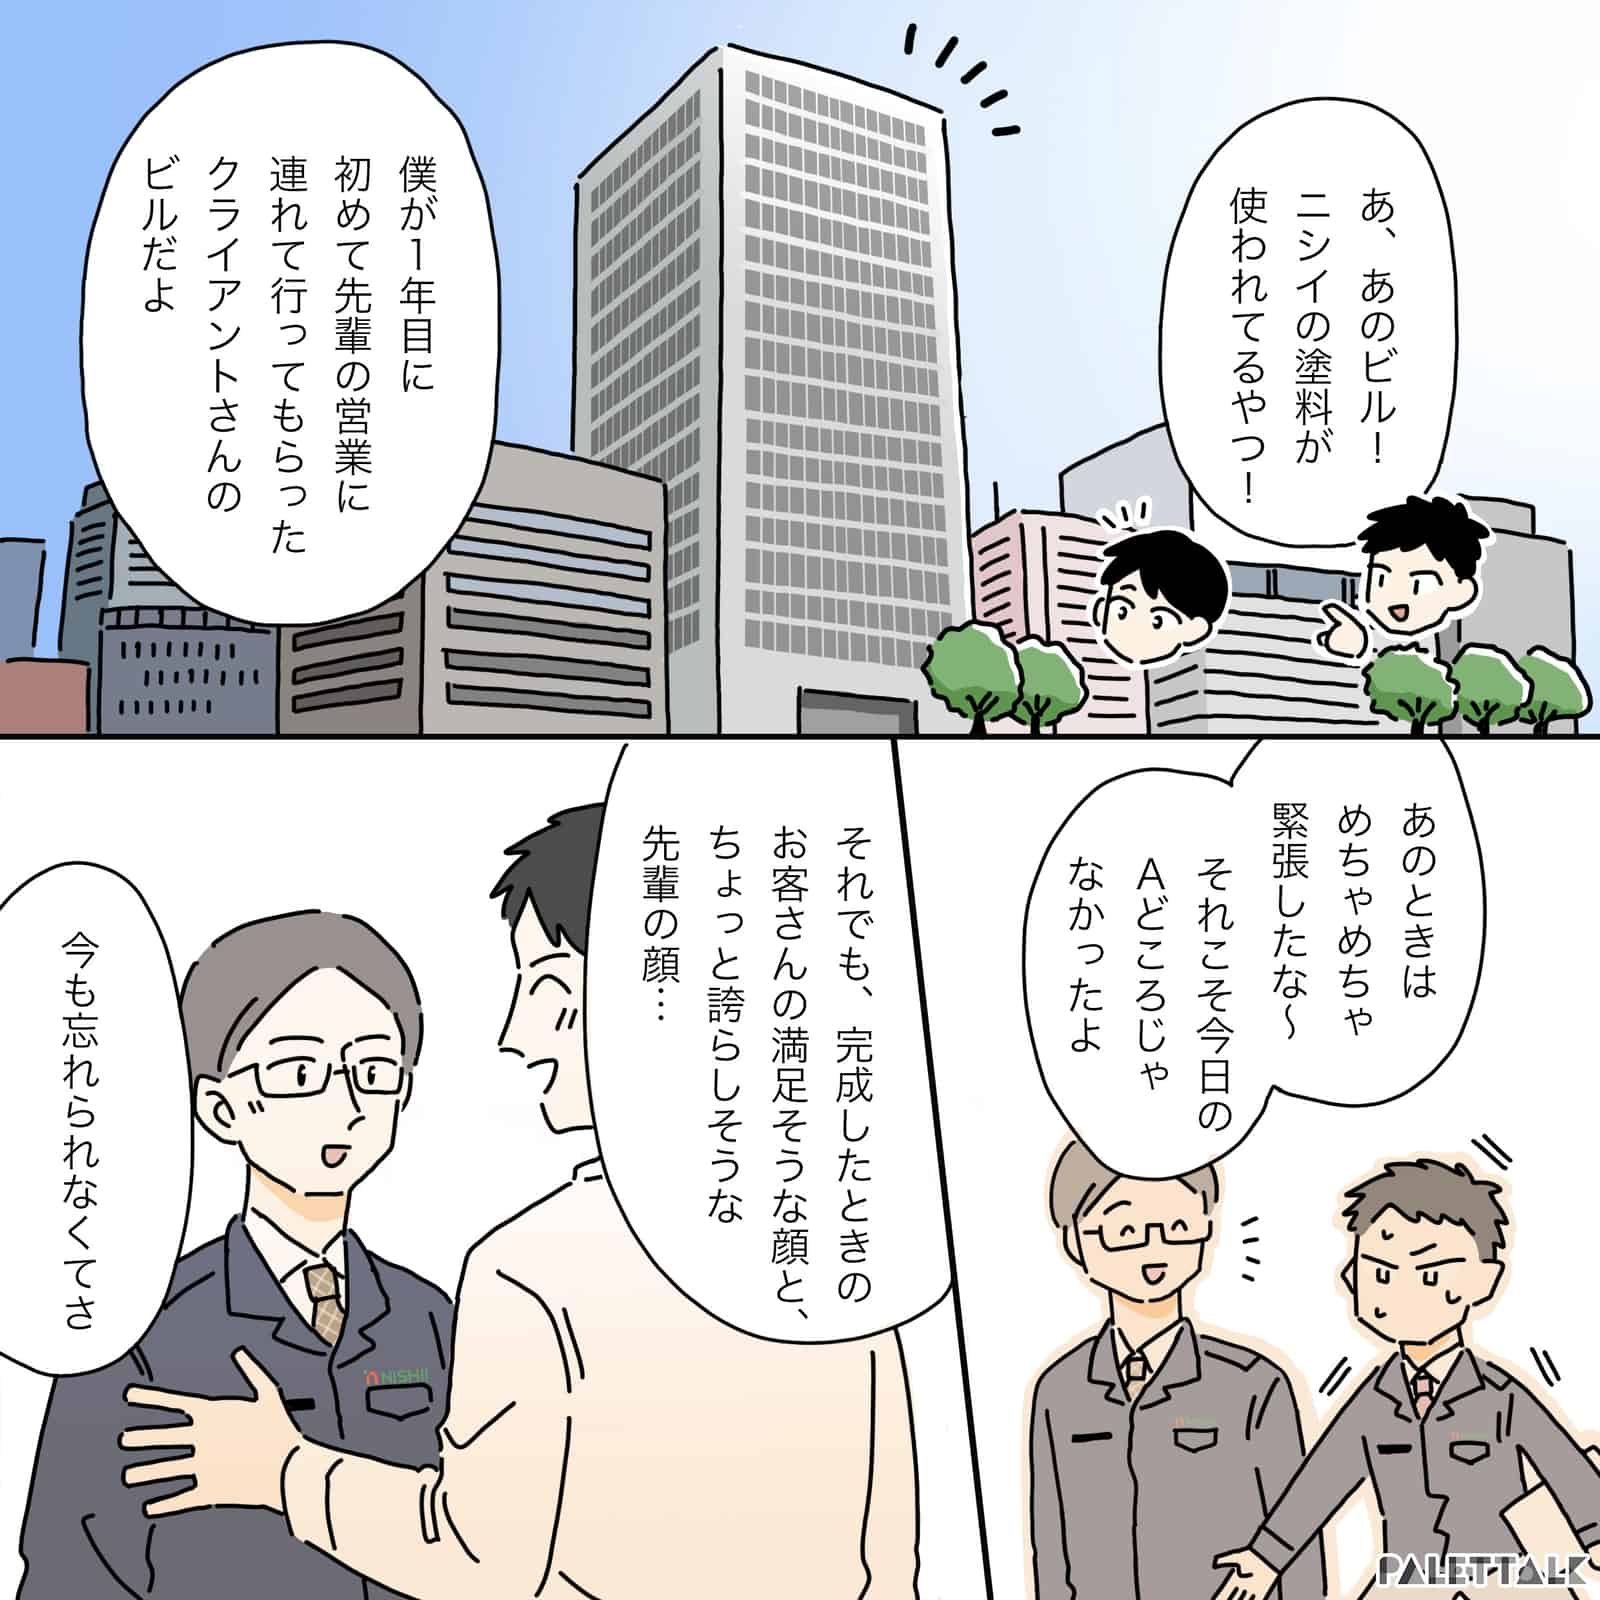 あ、あのビル！
ニシイの塗料が
使われてるやつ！
僕が1年目に
初めて先輩の営業に
連れて行ってもらった
クライアントさんの
ビルだよ
あのときは
めちゃめちゃ
緊張したな〜
それこそ今日の
Aどころじゃ
なかったよ
それでも、完成したときの
お客さんの満足そうな顔と、
ちょっと誇らしそうな
先輩の顔…
今も忘れられなくてさ
NISHII
NISHII
PALETTALK